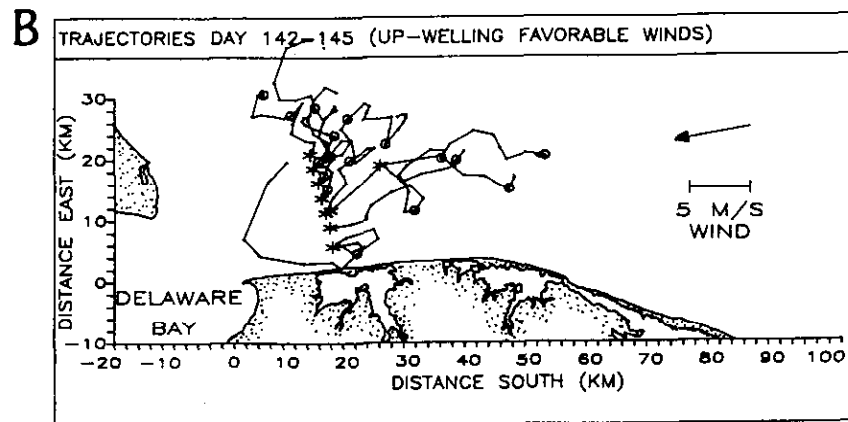 B
TRAJECTORIES DAY 142-145 (UP-WELLING FAVORABLE WINDS)
30
20
10
0
-10
DISTANCE EAST (KM)
5 M/S
WIND
DELAWARE
BAY
-20 -10 0 10 20 30 40 50 60 70 80 90 100
DISTANCE SOUTH (KM)